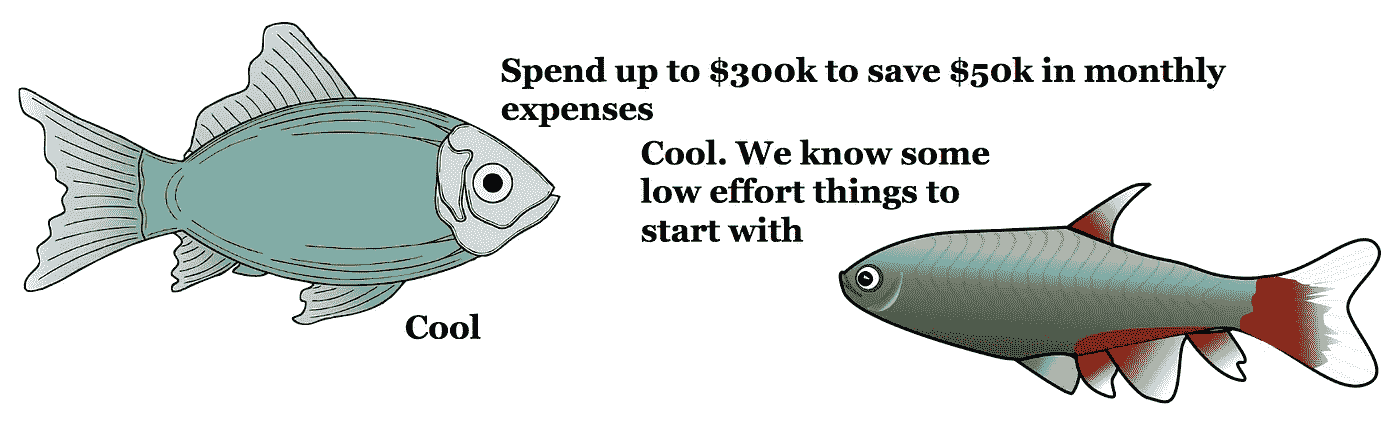 Spend up to $300k to save $50k in monthly
expenses
Cool. We know some
low effort things to
start with
Cool